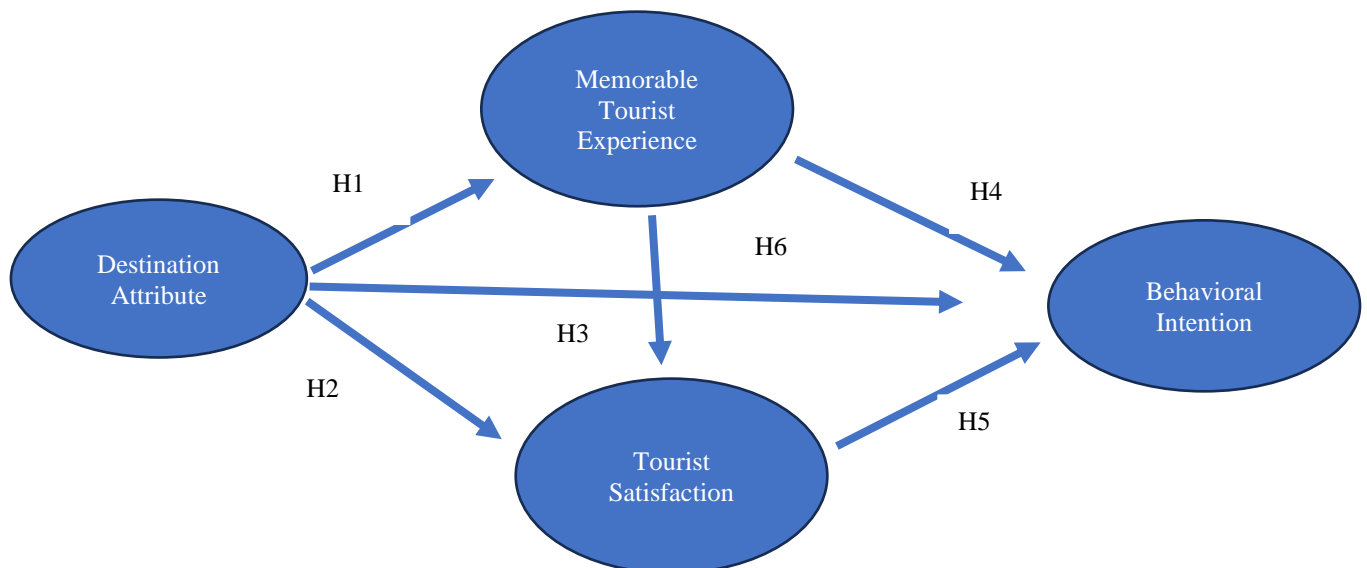 Memorable
Tourist
Experience
H1
H4
H6
Destination
Attribute
Behavioral
Intention
H3
H2
H5
Tourist
Satisfaction